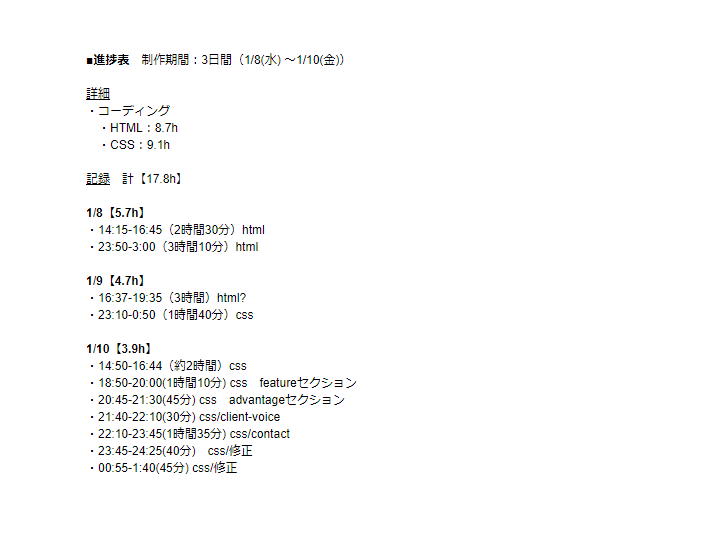 ■進捗表　制作期間：3日間（1/8(水) ～1/10(金)）
詳細
・コーディング
・HTML：8.7h
・CSS：9.1h
記録　計【17.8h】
1/8【5.7h】
・14:15-16:45（2時間30分）html
・23:50-3:00（3時間10分）html
1/9【4.7h】
・16:37-19:35（3時間）html?
・23:10-0:50（1時間40分）css
1/10【3.9h】
・14:50-16:44（約2時間）css
・18:50-20:00(1時間10分) css　featureセクション
・20:45-21:30(45分) css　advantageセクション
・21:40-22:10(30分) css/client-voice
・22:10-23:45(1時間35分) css/contact
・23:45-24:25(40分)　css/修正
・00:55-1:40(45分) css/修正